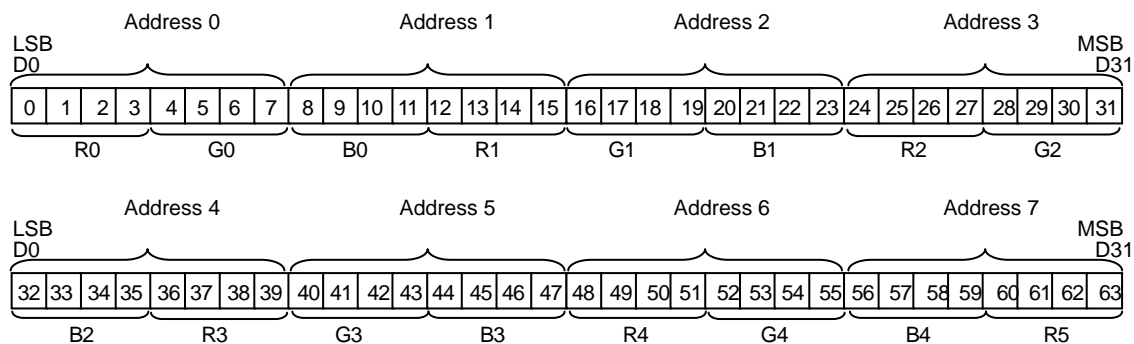 Address 0 Address 1 Address 2 Address 3
LSB MSB
D0 D31
0 1 2 3 4 5 6 7 8 9 10 11 12 13 14 15 16 17 18 19 20 21 22 23 24 25 26 27 28 29 30 31
R0 G0 B0 R1 G1 B1 R2 G2
Address 4 Address 5 Address 6 Address 7
LSB MSB
D0 D31
32 33 34 35 36 37 38 39 40 41 42 43 44 45 46 47 48 49 50 51 52 53 54 55 56 57 58 59 60 61 62 63
B2 R3 G3 B3 R4 G4 B4 R5